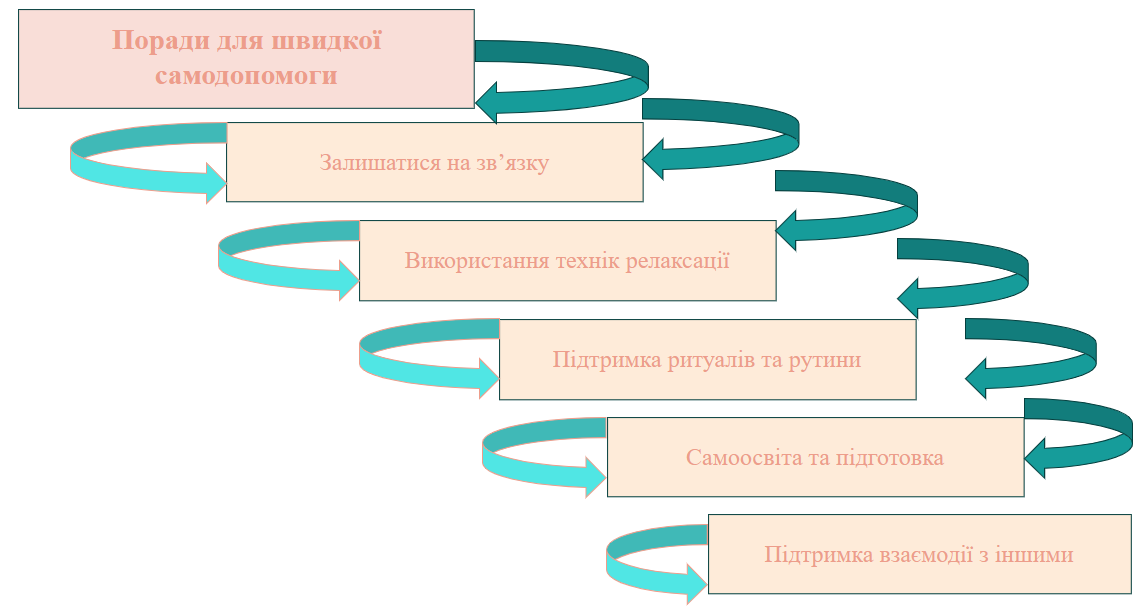 Поради для швидкої
самодопомоги
Залишатися на зв’язку
Використання технік релаксації
Підтримка ритуалів та рутини
Самоосвіта та підготовка
Підтримка взаємодії з іншими